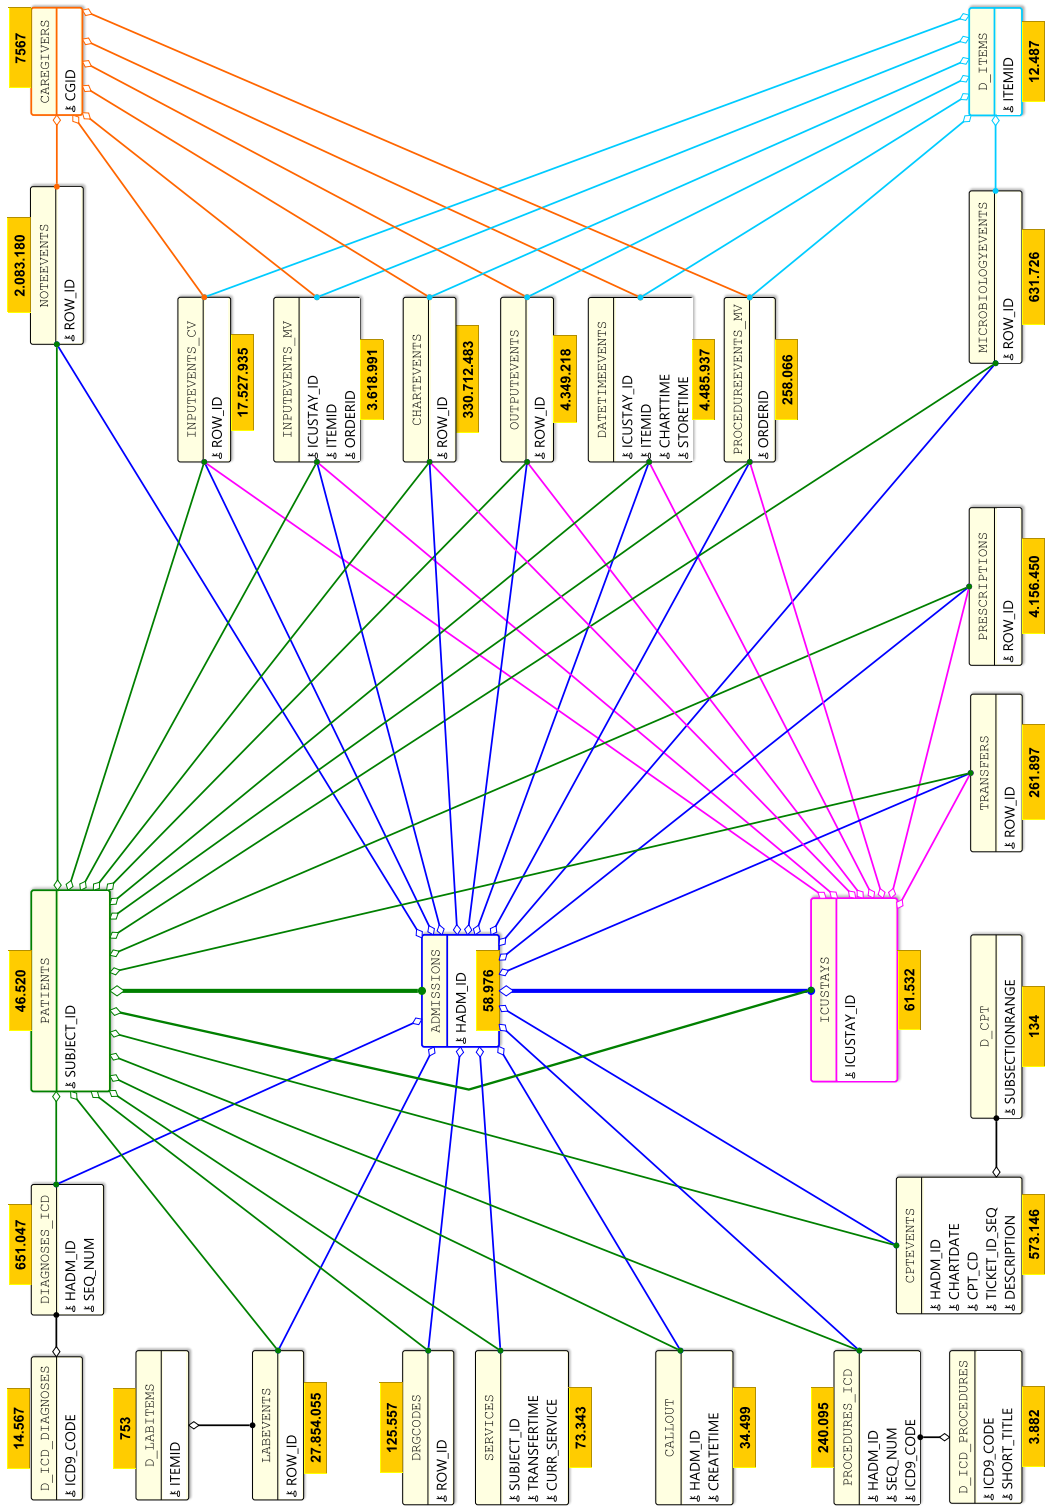 7567
CAREGIVERS
CGID
2.083.180
NOTEEVENTS
ROW_ID
D_ITEMS
ITEMID
12.487
MICROBIOLOGYEVENTS
ROW_ID
631.726
INPUTEVENTS_CV
ROW_ID
17.527.935
INPUTEVENTS_MV
ICUSTAY_ID
ITEMID
ORDERID
3.618.991
CHARTEVENTS
ROW_ID
330.712.483
OUTPUTEVENTS
ROW_ID
4.349.218
DATETIMEEVENTS
ICUSTAY_ID
ITEMID
CHARTTIME
STORETIME
4.485.937
PROCEDUREEVENTS_MV
ORDERID
258.066
PRESCRIPTIONS
ROW_ID
4.156.450
TRANSFERS
ROW_ID
261.897
46.520
PATIENTS
SUBJECT_ID
ADMISSIONS
HADM_ID
58.976
ICUSTAYS
ICUSTAY_ID
61.532
D_CPT
SUBSECTIONRANGE
134
651.047
DIAGNOSES_ICD
HADM_ID
SEQ_NUM
CPTEVENTS
HADM_ID
CHARTDATE
CPT_CD
TICKET_ID_SEQ
DESCRIPTION
573.146
14.567
D_ICD_DIAGNOSES
ICD9_CODE
753
D_LABITEMS
ITEMID
LABEVENTS
ROW_ID
27.854.055
125.557
DRGCODES
ROW_ID
SERVICES
SUBJECT_ID
TRANSFERTIME
CURR_SERVICE
73.343
CALLOUT
HADM_ID
CREATETIME
34.499
240.095
PROCEDURES_ICD
HADM_ID
SEQ_NUM
ICD9_CODE
D_ICD_PROCEDURES
ICD9_CODE
SHORT_TITLE
3.882